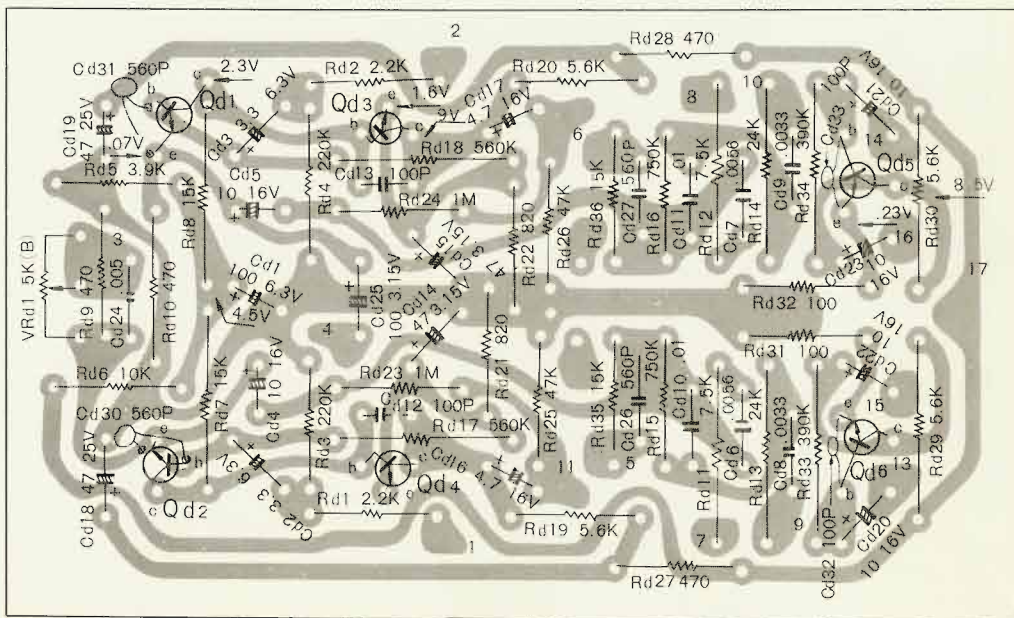 2
Rd28 470
Cd31 560P
2.3V
Rd2 2.2K
Cd17
Rd20 5.6K
b
c
Qd1
6.3V
Qd3
1.6V
4.7 16V
8
10
100P
Cd21
10 16V
Cd19
47 25V
.07V
e
Cd3 3.3
b
c
9V
Rd18 560K
6
Cd33
14
Rd5 3.9K
Rd8 15K
Cd5
10 16V
Rd4 220K
Cd13 100P
Rd24 1M
Rd36 15K
Cd27 560P
Rd16 750K
Cd11 .01
Rd12 7.5K
Cd7 .0056
Rd14 24K
Cd9 .0033
Rd34 390K
Qd5
c
Rd30 5.6K
8.5V
.23V
16
3
VRd1 5K(B)
Rd9 470
Cd24 .005
Rd10 470
Cd1
100 6.3V
4.5V
4
Cd25
100 3.15V
Cd15
47 3.15V
Cd14
47 3.15V
Rd22 820
Rd26 47K
Rd21 820
Cd23 10
16V
17
Rd32 100
Rd31 100
10
16V
Cd22
Rd6 10K
Cd30 560P
Rd7 15K
Cd4 10 16V
Rd3 220K
Rd23 1M
Cd12 100P
Rd17 560K
Rd25 47K
Rd35 15K
Cd26 560P
Rd15 750K
Cd10 .01
Rd11 7.5K
Cd6 .0056
Rd13 24K
Cd8 .0033
Rd33 390K
e
15
c
Qd6
b
13
Rd29 5.6K
Cd18 47 25V
e
b
c
Qd2
Cd2 3.3 6.3V
b
c
e
Qd4
Cd16
4.7 16V
11
5
Rd1 2.2K
1
Rd19 5.6K
7
9
Cd32 100P
Cd20
10 16V
Rd27 470